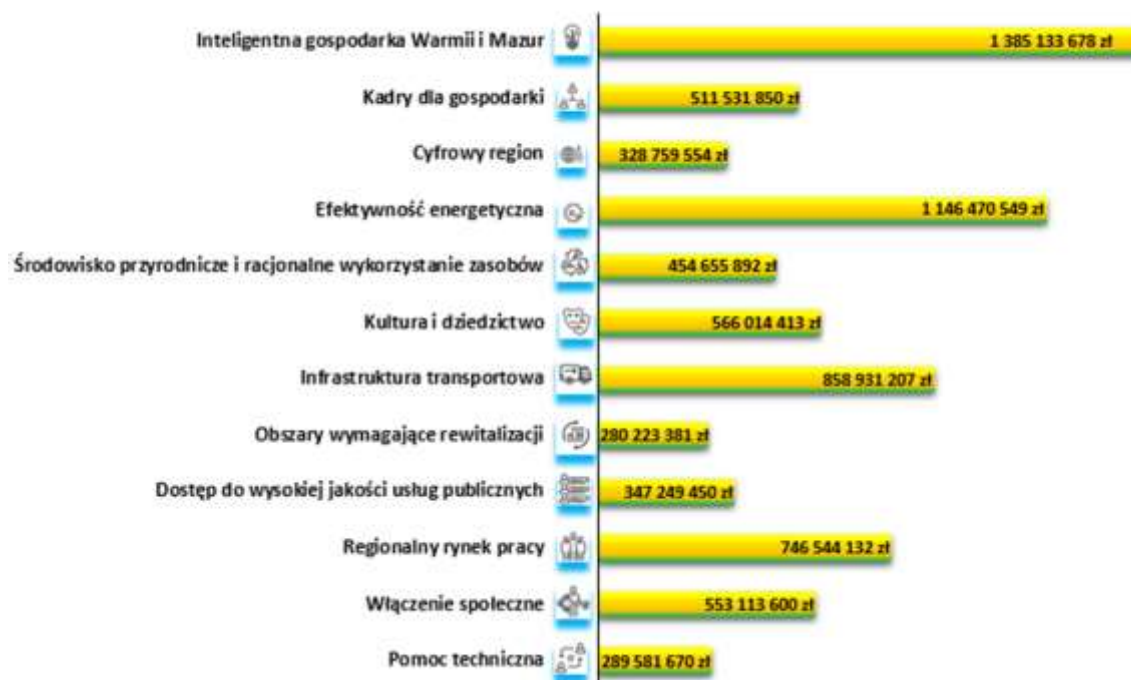 Inteligentna gospodarka Warmii i Mazur 1 385 133 678 zł
Kadry dla gospodarki 511 531 850 zł
Cyfrowy region 328 759 554 zł
Efektywność energetyczna 1 146 470 549 zł
Środowisko przyrodnicze i racjonalne wykorzystanie zasobów 454 655 892 zł
Kultura i dziedzictwo 566 014 413 zł
Infrastruktura transportowa 858 931 207 zł
Obszary wymagające rewitalizacji 280 223 381 zł
Dostęp do wysokiej jakości usług publicznych 347 249 450 zł
Regionalny rynek pracy 746 544 132 zł
Włączenie społeczne 553 113 600 zł
Pomoc techniczna 289 581 670 zł